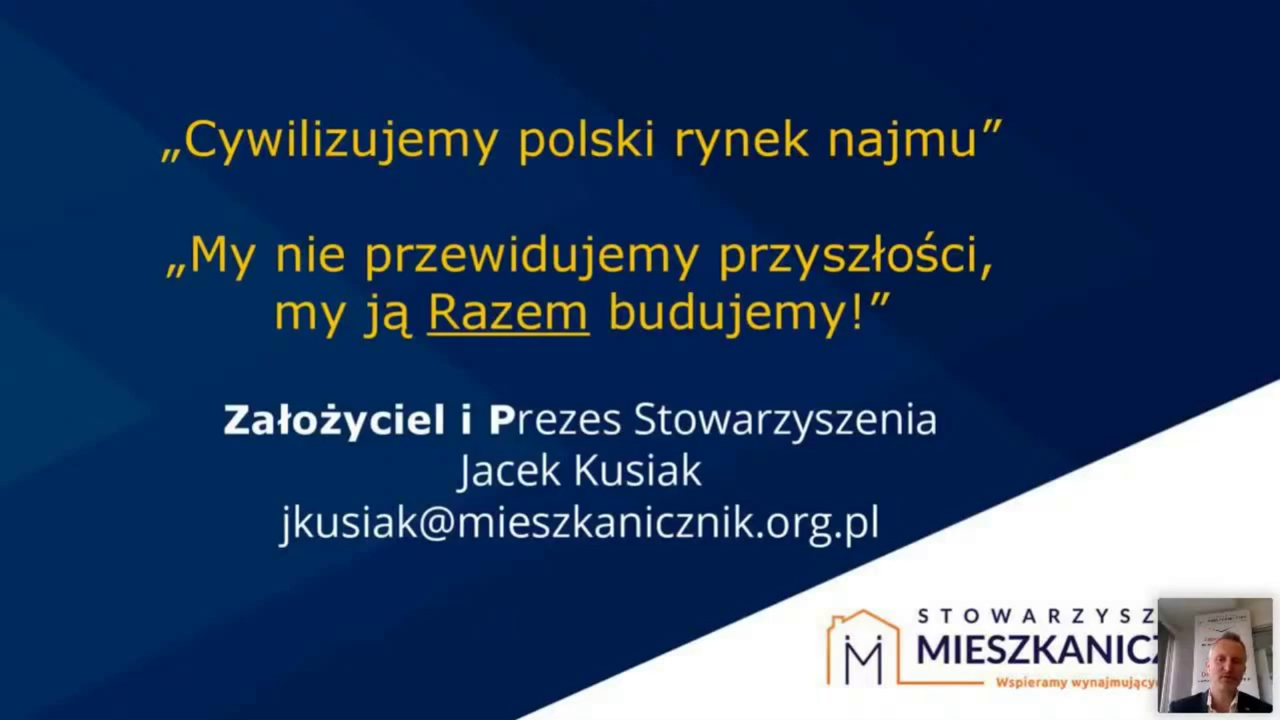 „Cywilizujemy polski rynek najmu”
„My nie przewidujemy przyszłości,
my ją Razem budujemy!”
Założyciel i Prezes Stowarzyszenia
Jacek Kusiak
jkusiak@mieszkanicznik.org.pl
STOWARZYSZ
MIESZKANICZ
Wspieramy wynajmując